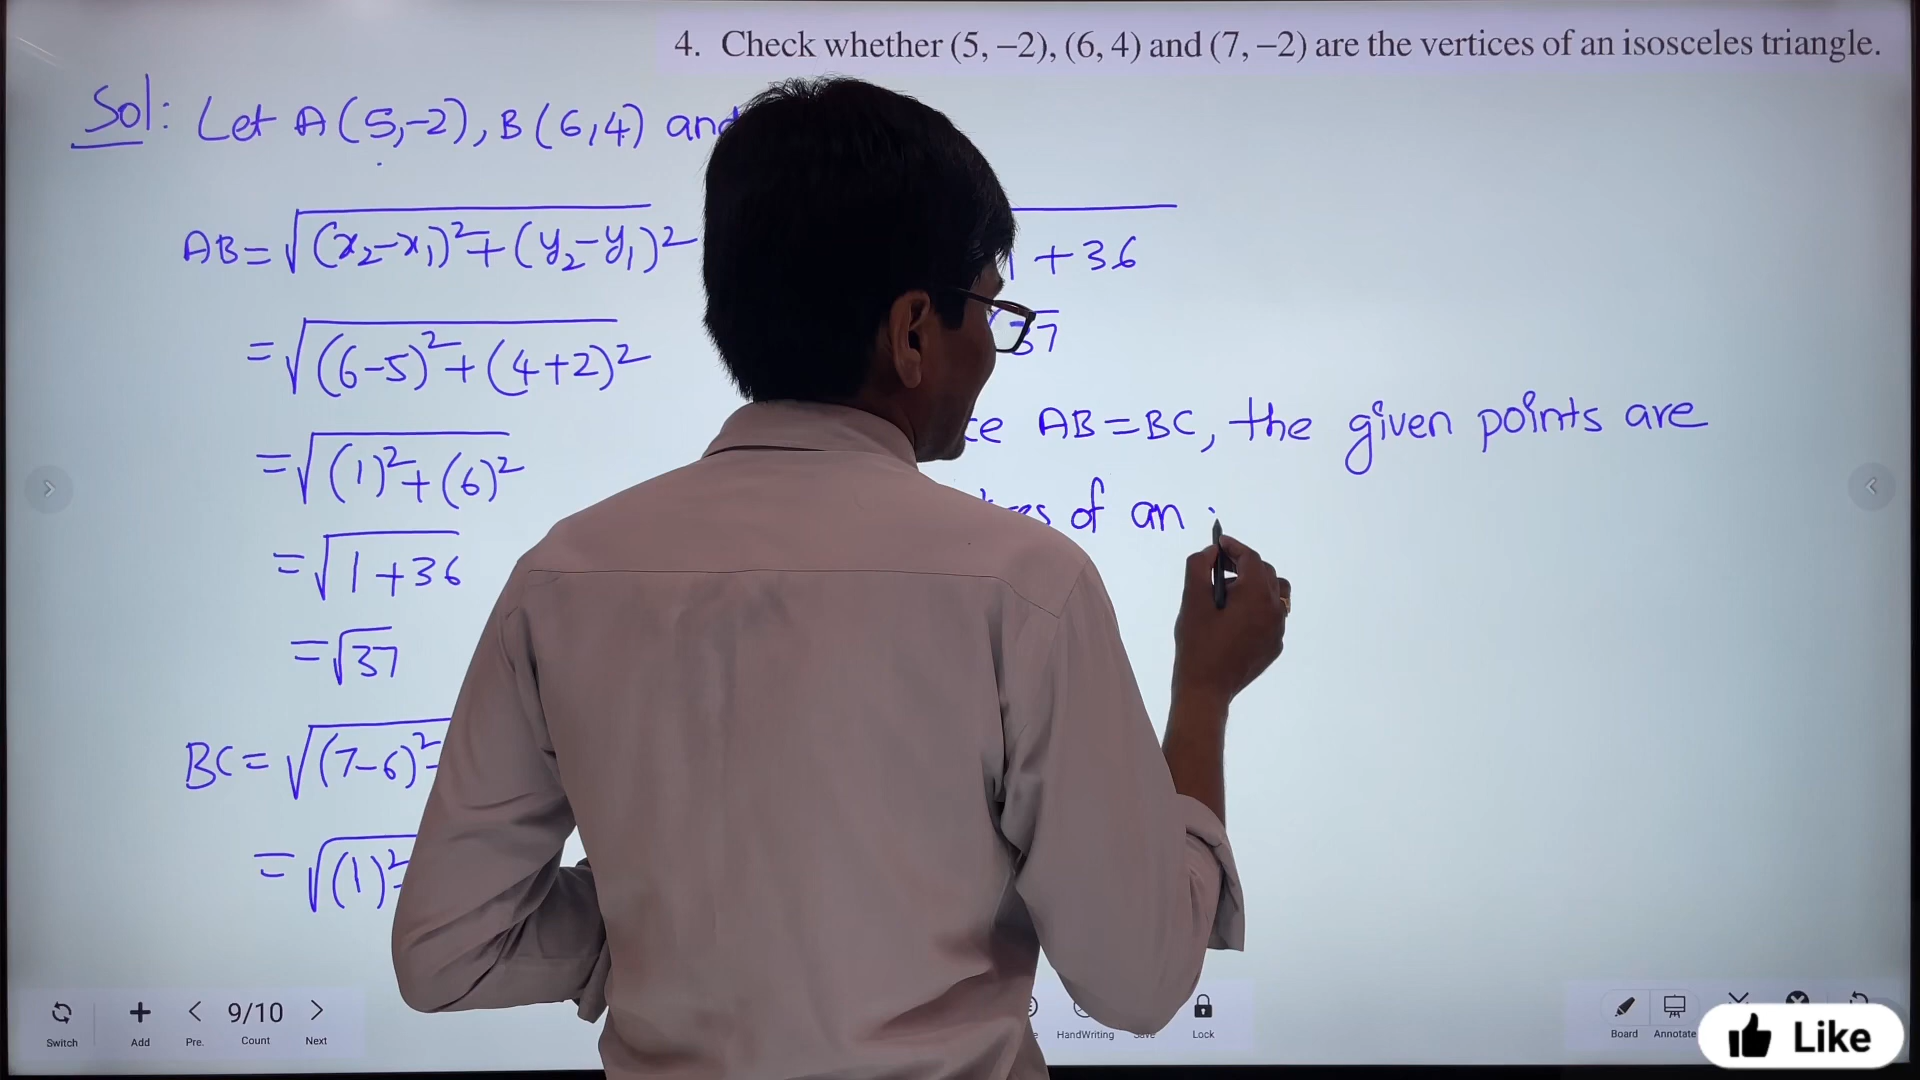 4. Check whether (5, −2), (6, 4) and (7, −2) are the vertices of an isosceles triangle.
Sol: Let A(5,-2), B(6,4) and
AB=√(x₂-x₁)²+(y₂-y₁)²
=√(6-5)²+(4+2)²
=√(1)²+(6)²
=√1+36
=√37
BC=√(7-6)²
=√(1)²
+36
37
AB=BC, the given points are
of an
Switch
Add
Pre.
9/10
Count
Next
HandWriting
Lock
Board
Annotate
Like